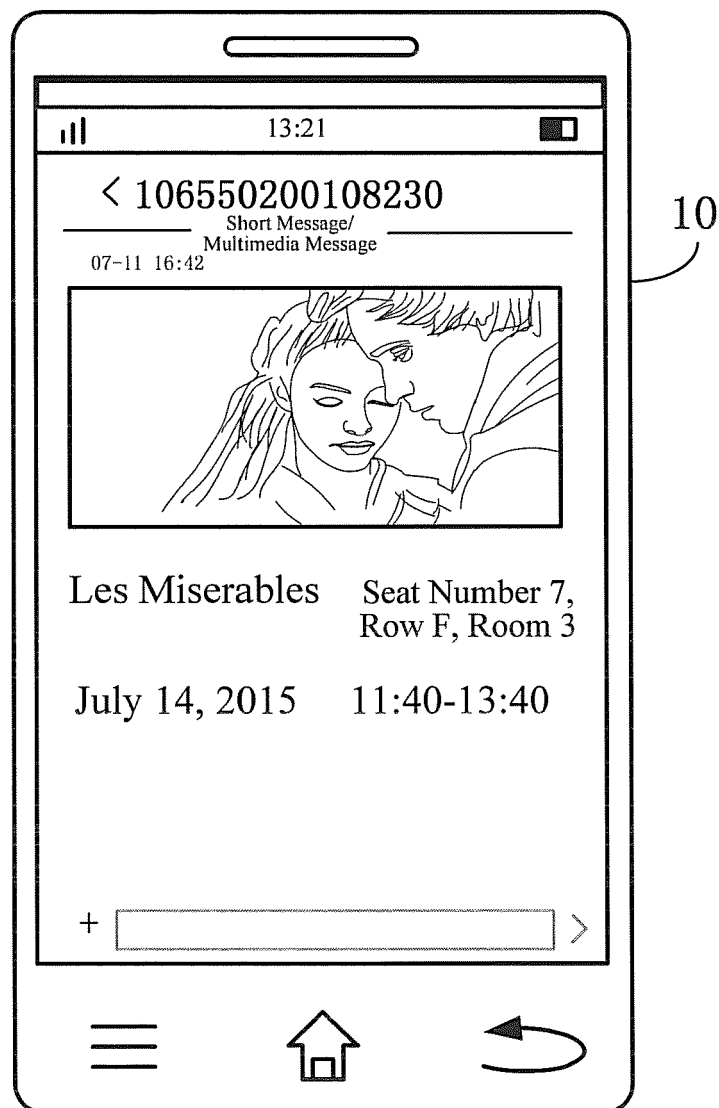 13:21
< 106550200108230
Short Message/
Multimedia Message
07-11 16:42
10
Les Miserables
Seat Number 7,
Row F, Room 3
July 14, 2015 11:40-13:40
+ >